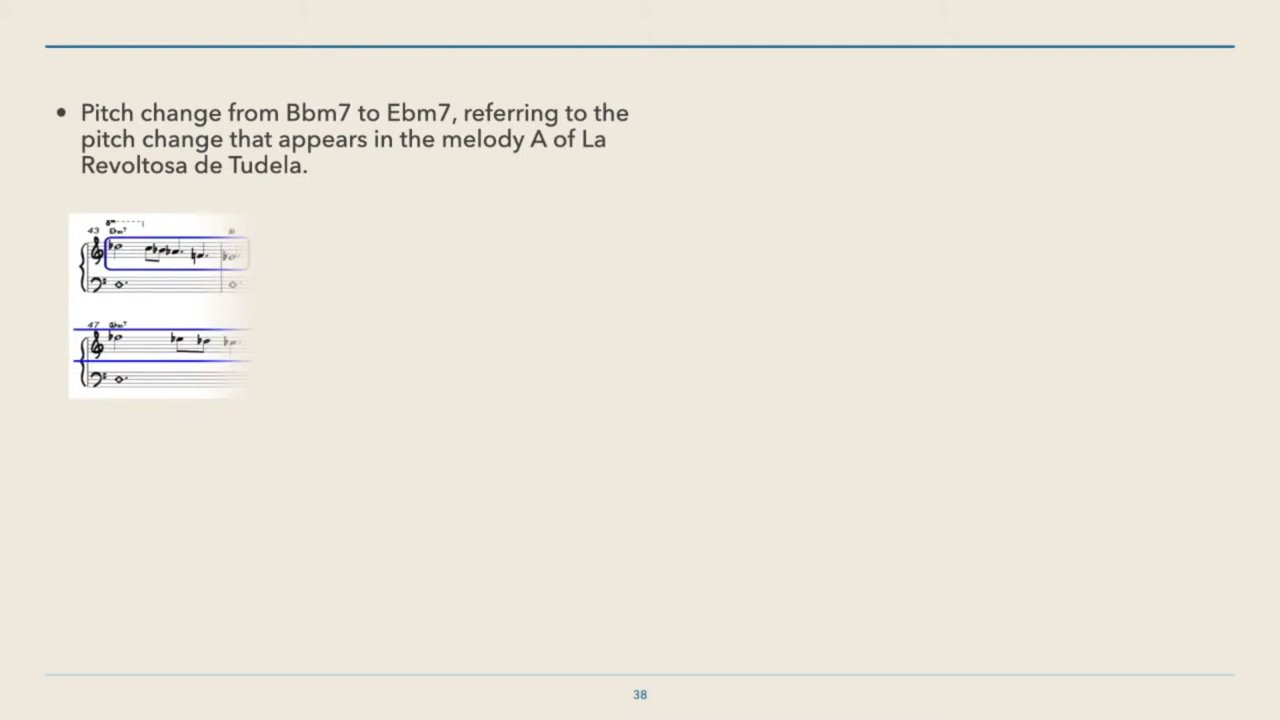 • Pitch change from Bbm7 to Ebm7, referring to the
pitch change that appears in the melody A of La
Revoltosa de Tudela.
43
47
38